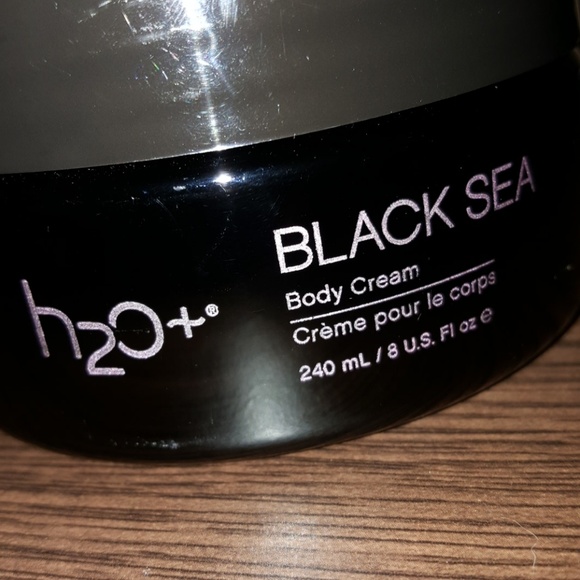 h2O+®
BLACK SEA
Body Cream
Crème pour le corps
240 mL / 8 U.S. Fl oz ℮